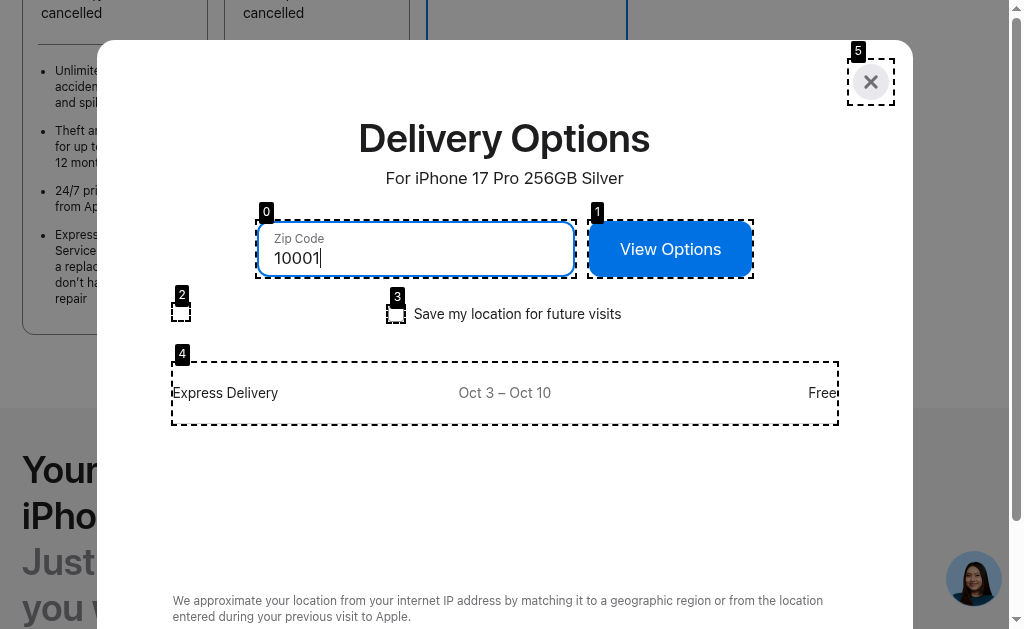 cancelled
cancelled
Unlimite
acciden
and spil
Theft an
for up to
12 mont
24/7 pri
from Ap
Express
Service
a replac
don't ha
repair
5
Delivery Options
For iPhone 17 Pro 256GB Silver
0
1
Zip Code
10001
View Options
2
3
Save my location for future visits
4
Express Delivery
Oct 3 – Oct 10
Free
Your
iPho
Just
you w
We approximate your location from your internet IP address by matching it to a geographic region or from the location
entered during your previous visit to Apple.